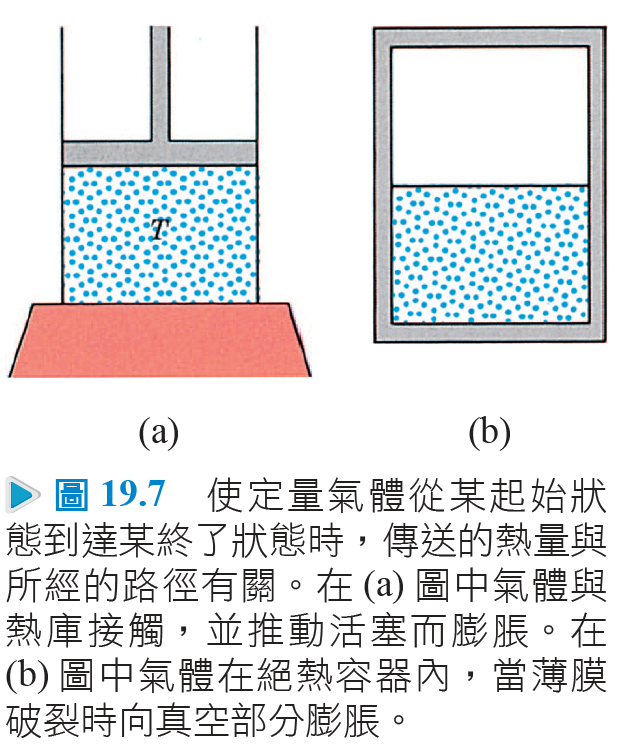 T
(a) (b)
圖 19.7 使定量氣體從某起始狀
態到達某終了狀態時，傳送的熱量與
所經的路徑有關。在 (a) 圖中氣體與
熱庫接觸，並推動活塞而膨脹。在
(b) 圖中氣體在絕熱容器內，當薄膜
破裂時向真空部分膨脹。